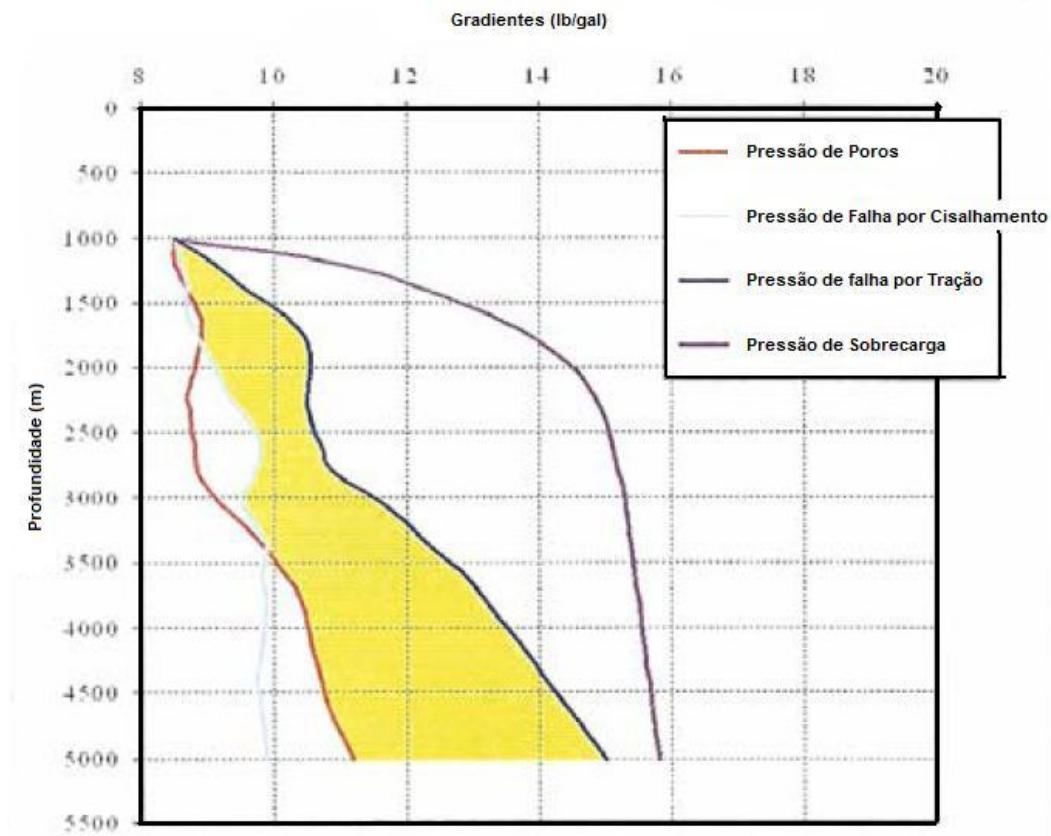 Gradientes (lb/gal)
8 10 12 14 16 18 20
0
500
1000
1500
2000
2500
3000
3500
4000
4500
5000
5500
Profundidade (m)
Pressão de Poros
Pressão de Falha por Cisalhamento
Pressão de falha por Tração
Pressão de Sobrecarga